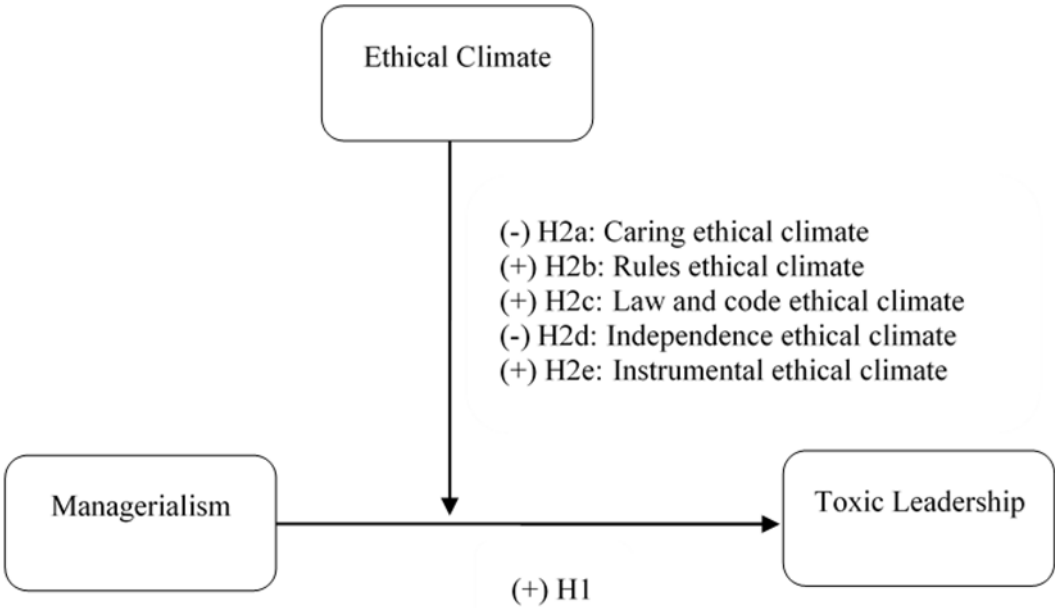 Ethical Climate
(-) H2a: Caring ethical climate
(+) H2b: Rules ethical climate
(+) H2c: Law and code ethical climate
(-) H2d: Independence ethical climate
(+) H2e: Instrumental ethical climate
Managerialism
Toxic Leadership
(+) H1